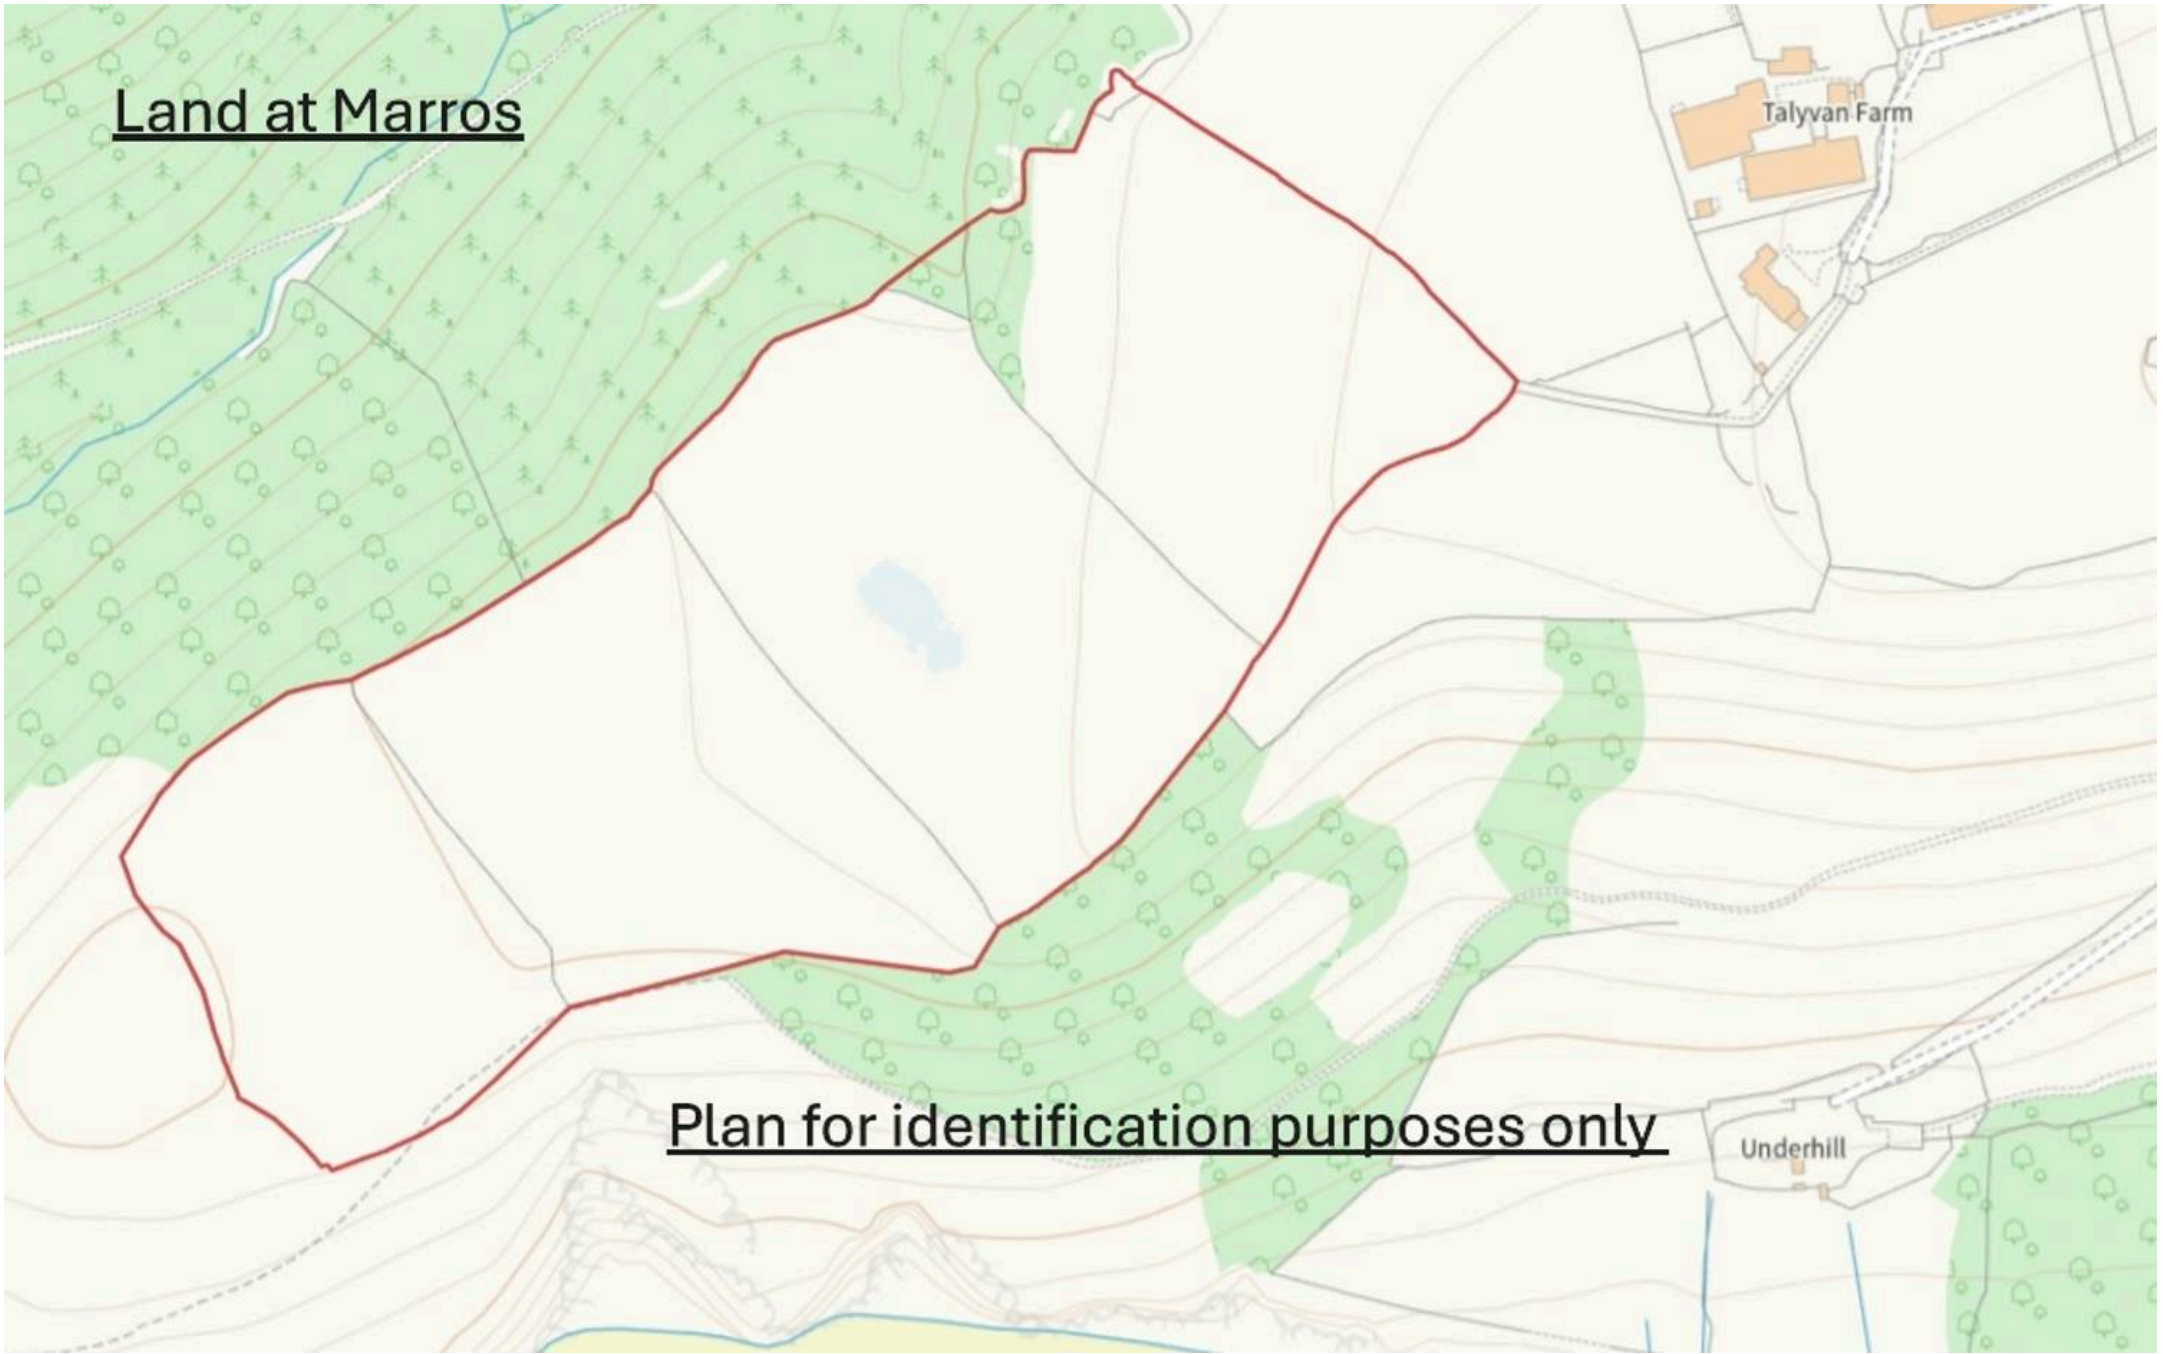 Land at Marros
Talyvan Farm
Plan for identification purposes only
Underhill